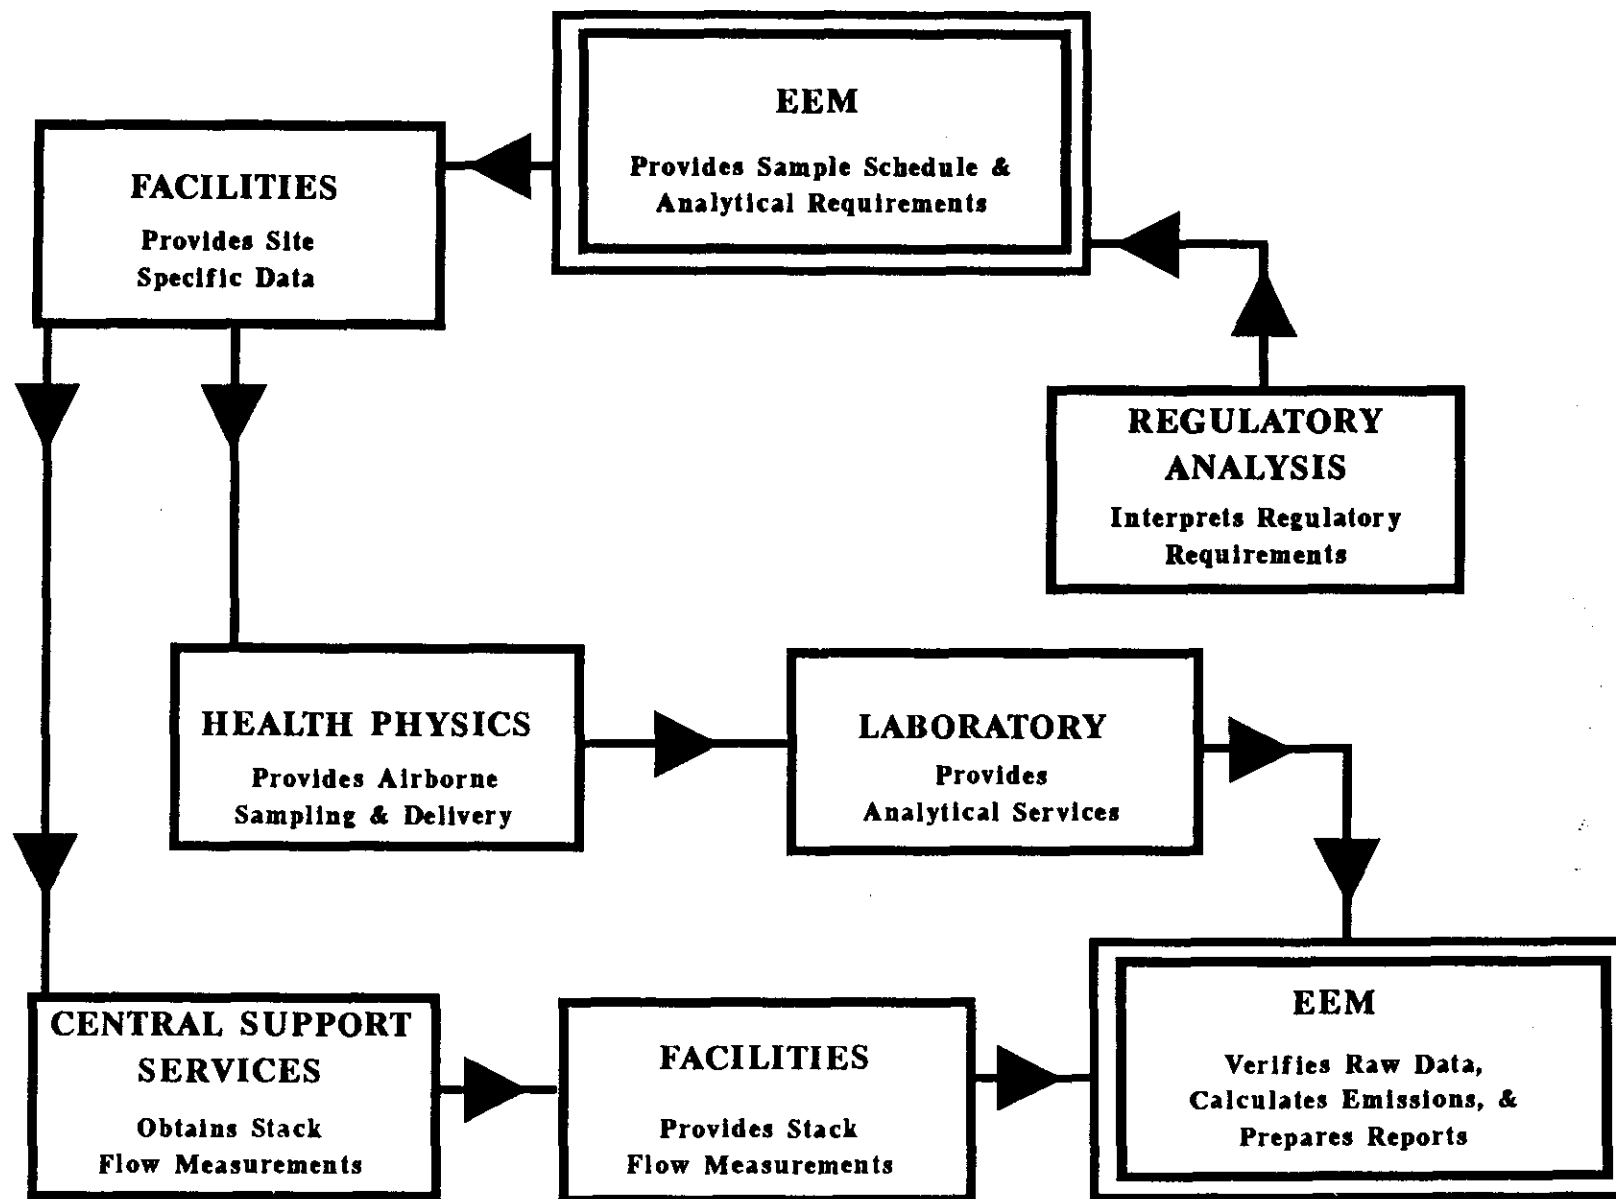 EEM
Provides Sample Schedule &
Analytical Requirements
FACILITIES
Provides Site
Specific Data
REGULATORY
ANALYSIS
Interprets Regulatory
Requirements
HEALTH PHYSICS
Provides Airborne
Sampling & Delivery
LABORATORY
Provides
Analytical Services
CENTRAL SUPPORT
SERVICES
Obtains Stack
Flow Measurements
FACILITIES
Provides Stack
Flow Measurements
EEM
Verifies Raw Data,
Calculates Emissions, &
Prepares Reports